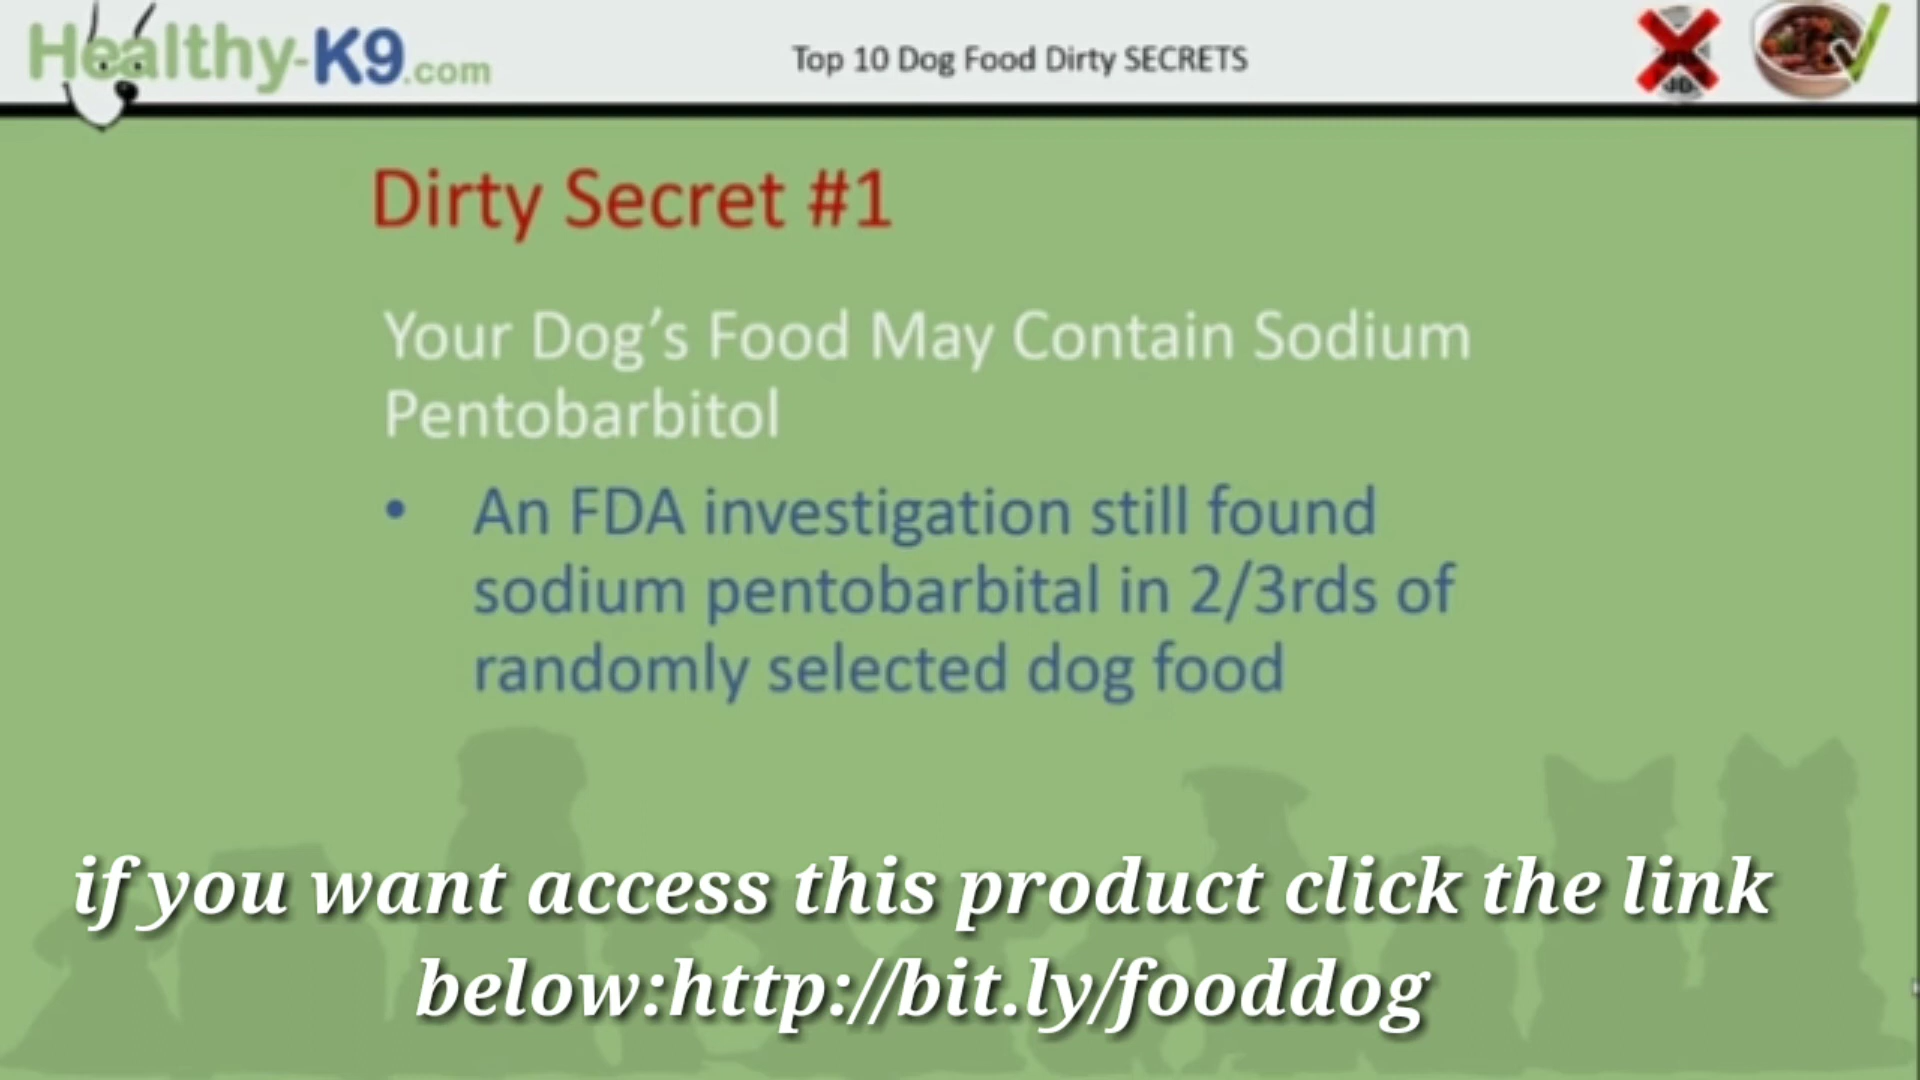 Healthy-K9.com
Top 10 Dog Food Dirty SECRETS
Dirty Secret #1
Your Dog's Food May Contain Sodium
Pentobarbitol
• An FDA investigation still found
sodium pentobarbital in 2/3rds of
randomly selected dog food
if you want access this product click the link
below:http://bit.ly/fooddog